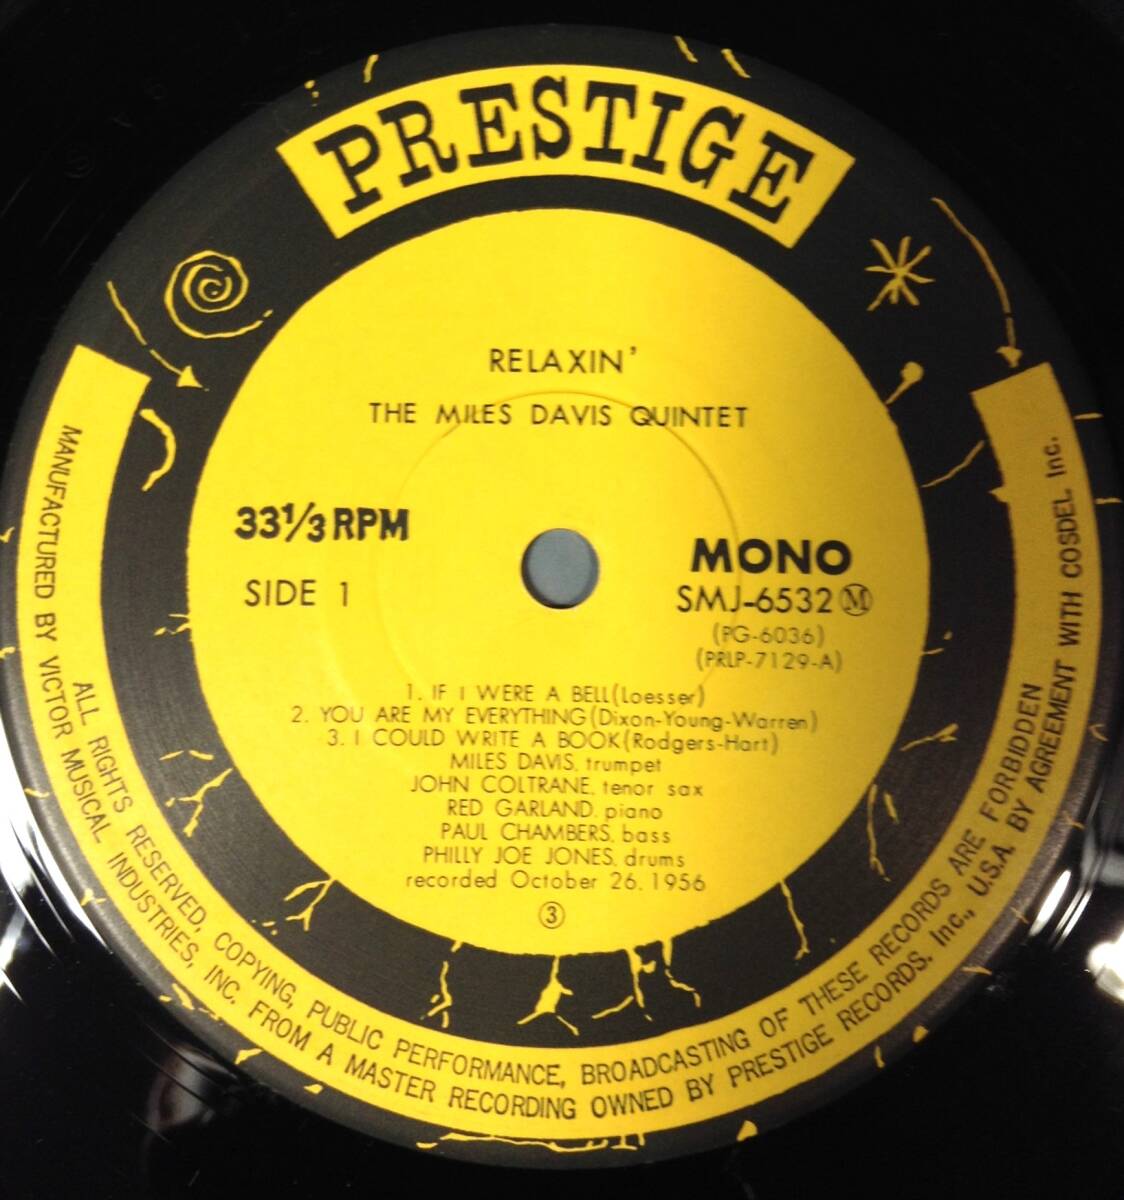 PRESTIGE
RELAXIN'
THE MILES DAVIS QUINTET
33 1/3 RPM
SIDE 1
MONO
SMJ-6532 Ⓜ
(PG-6036)
(PRLP-7129-A)
1. IF I WERE A BELL(Loesser)
2. YOU ARE MY EVERYTHING(Dixon-Young-Warren)
3. I COULD WRITE A BOOK(Rodgers-Hart)
MILES DAVIS, trumpet
JOHN COLTRANE, tenor sax
RED GARLAND, piano
PAUL CHAMBERS, bass
PHILLY JOE JONES, drums
recorded October 26, 1956
③
ALL RIGHTS RESERVED, COPYING, PUBLIC PERFORMANCE, BROADCASTING OF THESE RECORDS ARE FORBIDDEN
MANUFACTURED BY VICTOR MUSICAL INDUSTRIES, INC. FROM A MASTER RECORDING OWNED BY PRESTIGE RECORDS, Inc., U.S.A. BY AGREEMENT WITH COSDEL Inc.